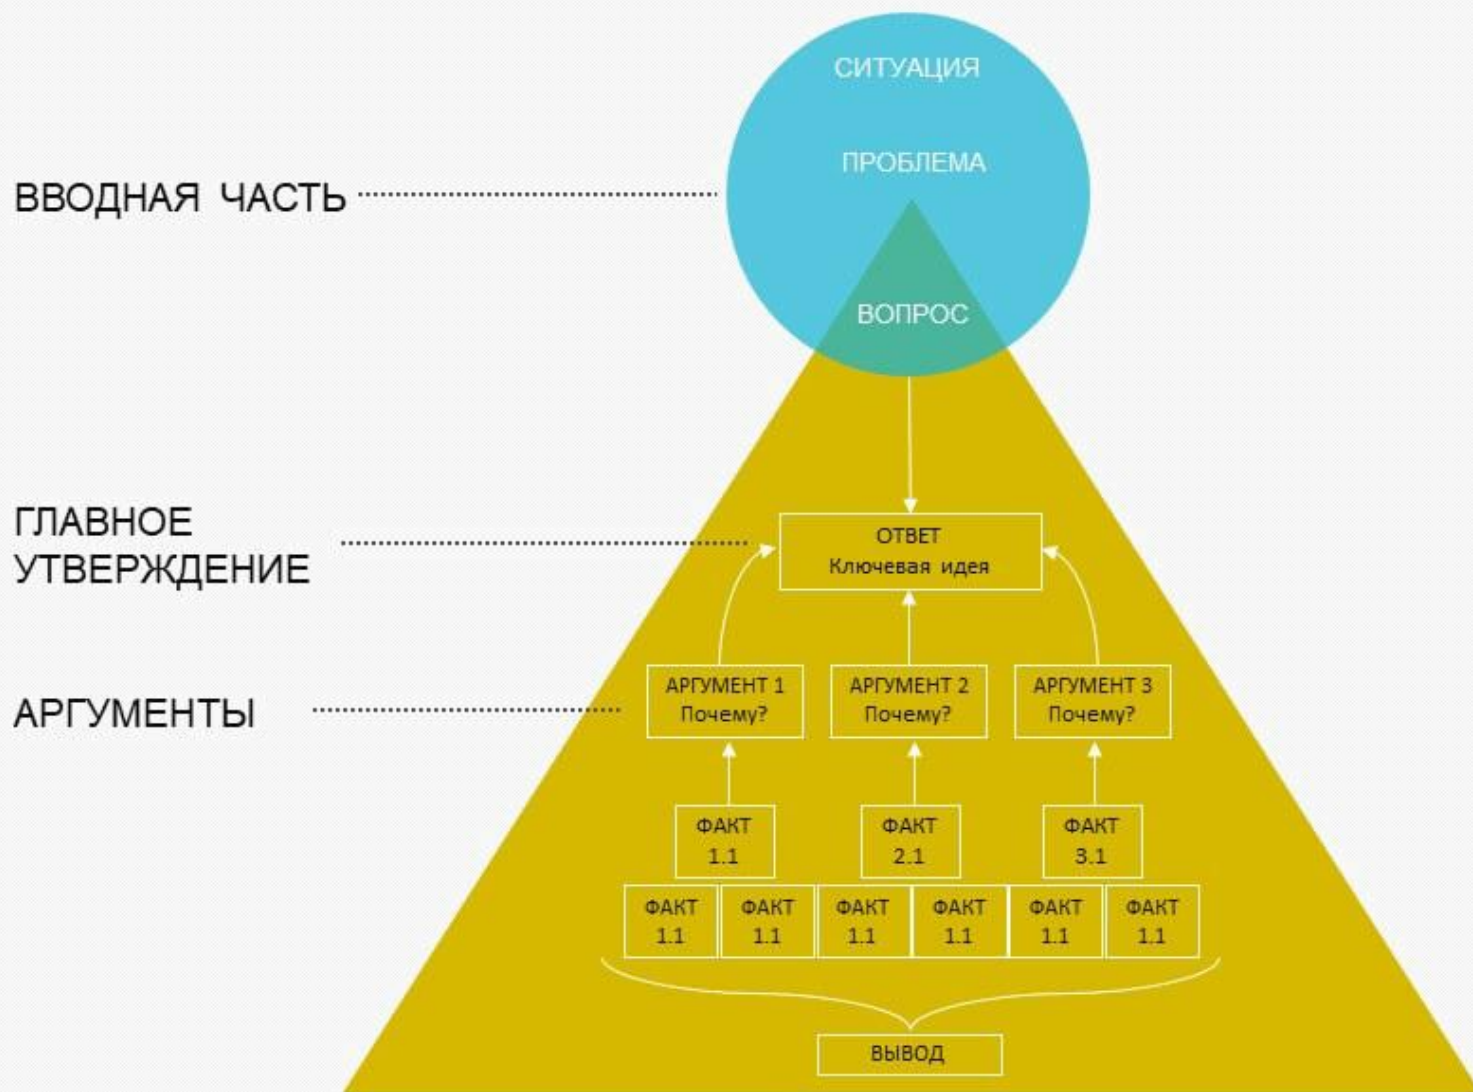 СИТУАЦИЯ
ПРОБЛЕМА
ВВОДНАЯ ЧАСТЬ
ВОПРОС
ГЛАВНОЕ
УТВЕРЖДЕНИЕ
ОТВЕТ
Ключевая идея
АРГУМЕНТЫ
АРГУМЕНТ 1
Почему?
АРГУМЕНТ 2
Почему?
АРГУМЕНТ 3
Почему?
ФАКТ
1.1
ФАКТ
2.1
ФАКТ
3.1
ФАКТ
1.1
ФАКТ
1.1
ФАКТ
1.1
ФАКТ
1.1
ФАКТ
1.1
ФАКТ
1.1
ВЫВОД